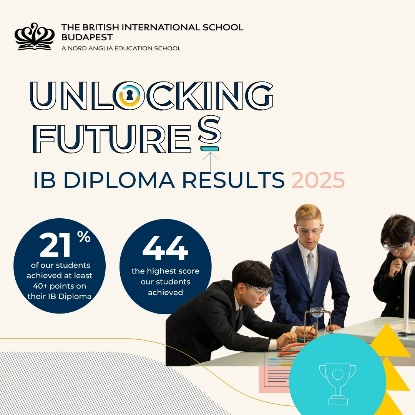 THE BRITISH INTERNATIONAL SCHOOL
BUDAPEST
A NORD ANGLIA EDUCATION SCHOOL
UNLOCKING
FUTURES
IB DIPLOMA RESULTS 2025
21%
of our students
achieved at least
40+ points on
their IB Diploma
44
the highest score
our students
achieved